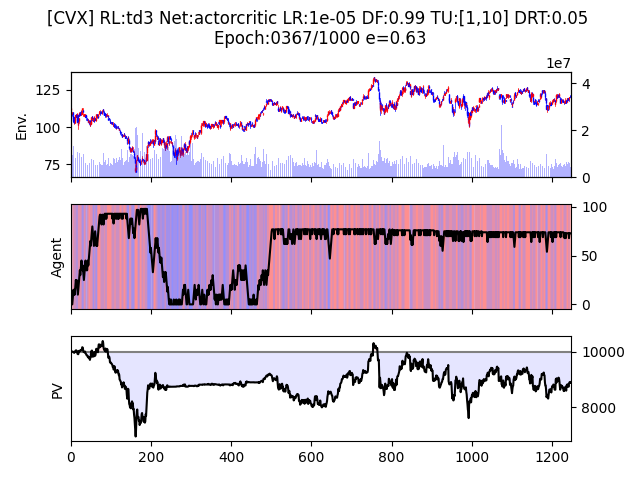 [CVX] RL:td3 Net:actorcritic LR:1e-05 DF:0.99 TU:[1,10] DRT:0.05
Epoch:0367/1000 e=0.63
1e7
125
100
75
Env.
4
2
0
Agent
100
50
0
PV
10000
8000
0 200 400 600 800 1000 1200